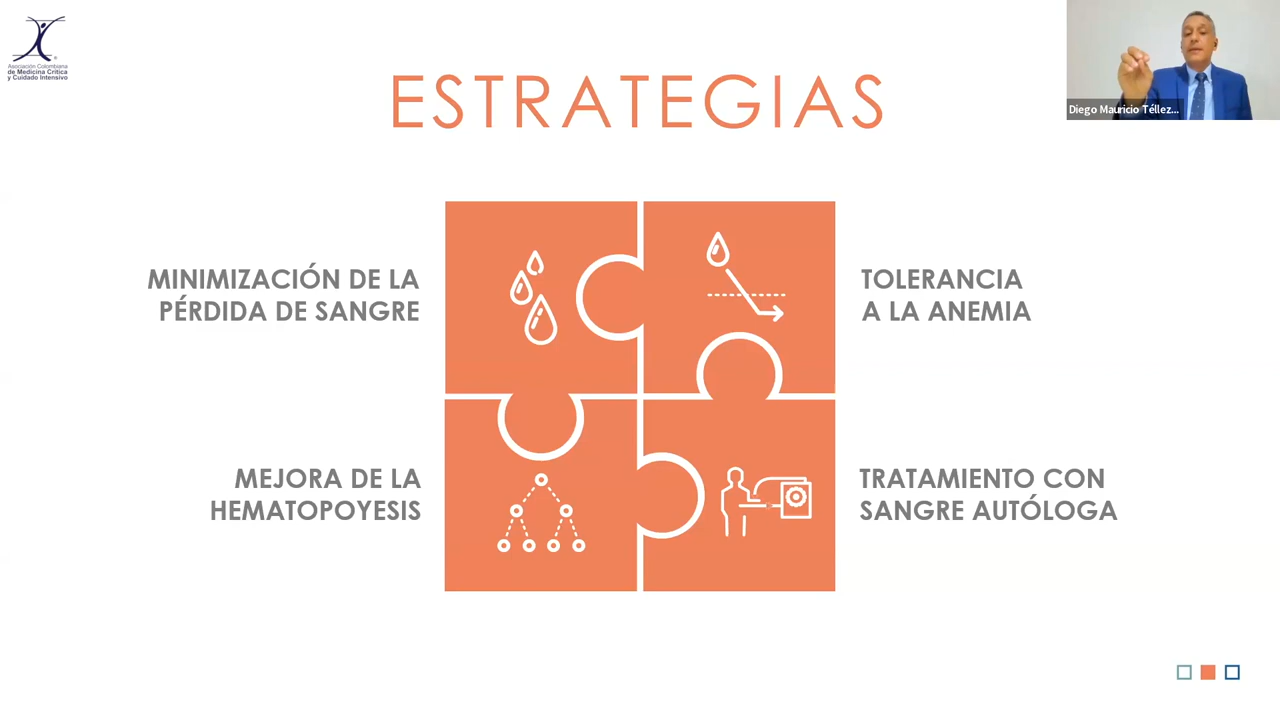 Asociación Colombiana
de Medicina Crítica
y Cuidado Intensivo
ESTRATEGIAS
Diego Mauricio Téllez...
MINIMIZACIÓN DE LA
PÉRDIDA DE SANGRE
TOLERANCIA
A LA ANEMIA
MEJORA DE LA
HEMATOPOYESIS
TRATAMIENTO CON
SANGRE AUTÓLOGA